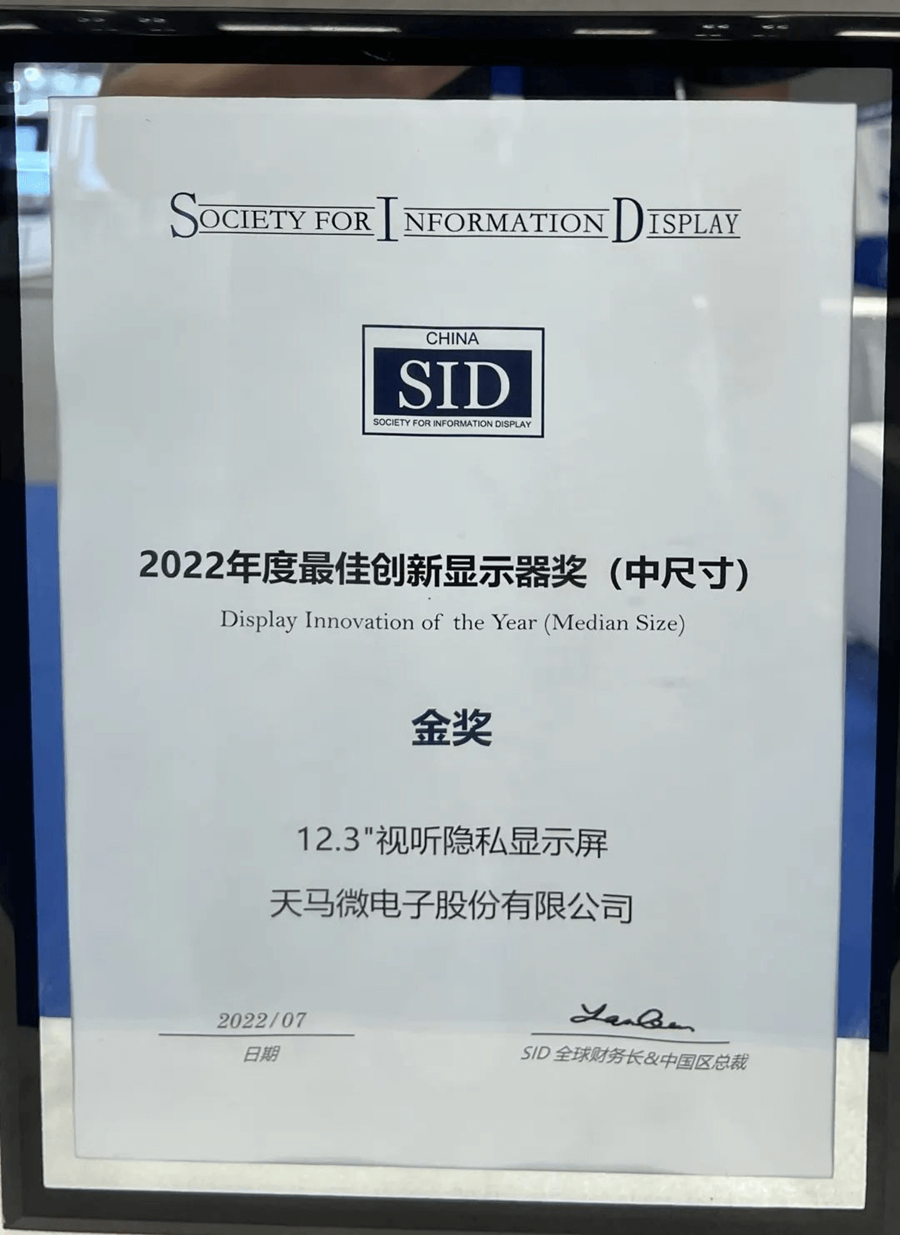 SOCIETY FOR INFORMATION DISPLAY
CHINA
SID
SOCIETY FOR INFORMATION DISPLAY
2022年度最佳创新显示器奖（中尺寸）
Display Innovation of the Year (Median Size)
金奖
12.3"视听隐私显示屏
天马微电子股份有限公司
2022/07
日期
SID 全球财务长&中国区总裁